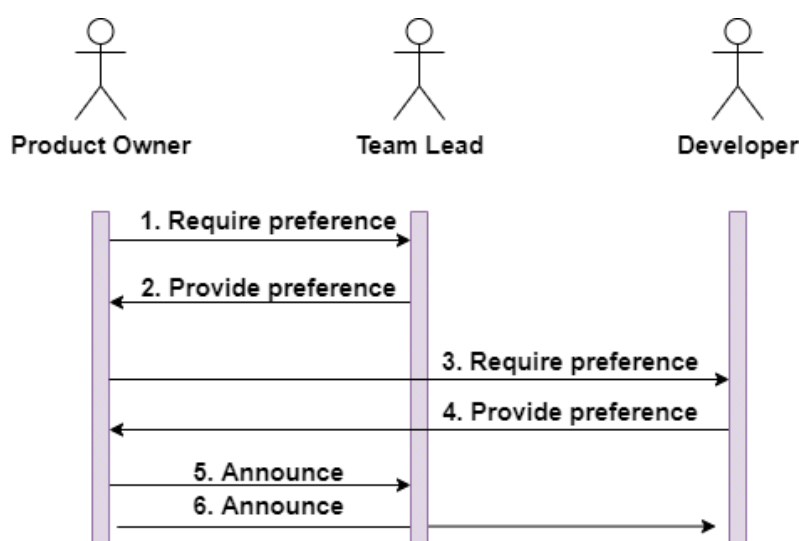 Product Owner
Team Lead
Developer
1. Require preference
2. Provide preference
3. Require preference
4. Provide preference
5. Announce
6. Announce